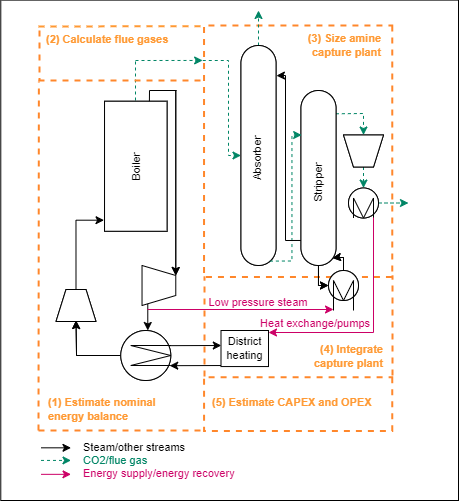 (2) Calculate flue gases
(3) Size amine
capture plant
Boiler
Absorber
Stripper
Low pressure steam
Heat exchange/pumps
District
heating
(4) Integrate
capture plant
(1) Estimate nominal
energy balance
(5) Estimate CAPEX and OPEX
Steam/other streams
CO2/flue gas
Energy supply/energy recovery